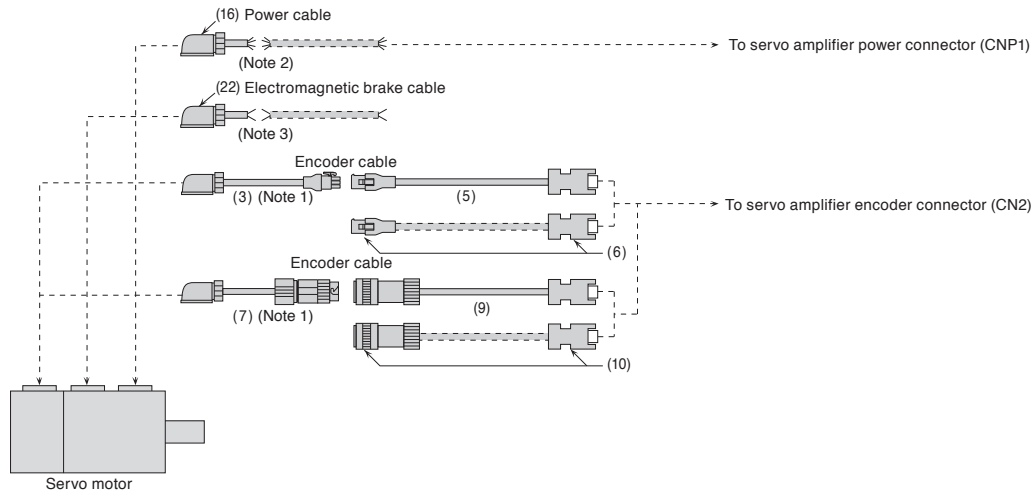 (16) Power cable
To servo amplifier power connector (CNP1)
(Note 2)
(22) Electromagnetic brake cable
(Note 3)
Encoder cable
(3) (Note 1)
(5)
To servo amplifier encoder connector (CN2)
(6)
Encoder cable
(7) (Note 1)
(9)
(10)
Servo motor